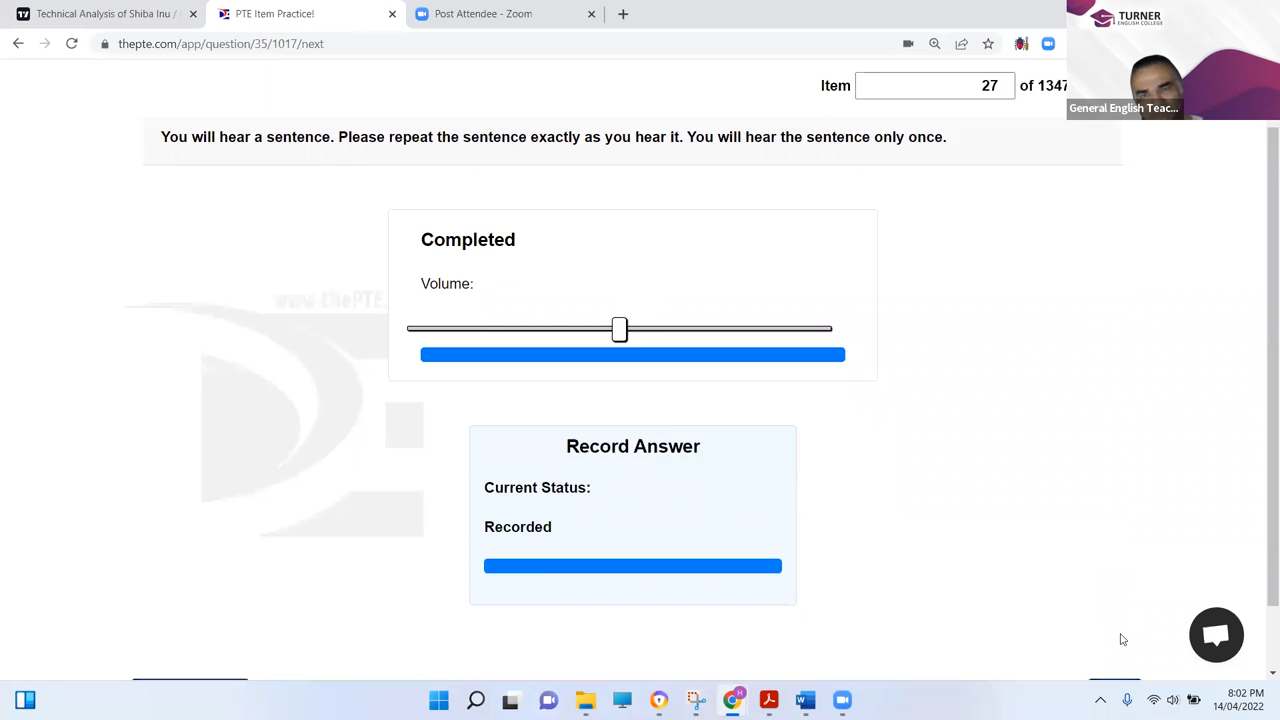 Technical Analysis of Shiba Inu /
PTE Item Practice!
Post Attendee - Zoom
TURNER
ENGLISH COLLEGE
thepte.com/app/question/35/1017/next
General English Teac...
Item 27 of 1347
You will hear a sentence. Please repeat the sentence exactly as you hear it. You will hear the sentence only once.
Completed
Volume:
www.thePTE.
Record Answer
Current Status:
Recorded
8:02 PM
14/04/2022